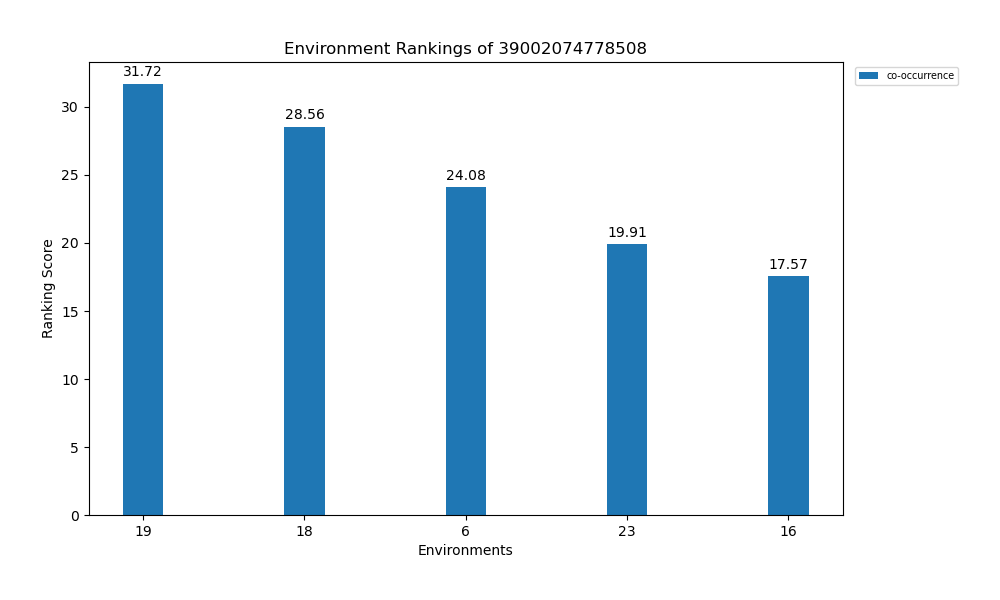 Environment Rankings of 39002074778508
co-occurrence
31.72
28.56
24.08
19.91
17.57
Ranking Score
30
25
20
15
10
5
0
19 18 6 23 16
Environments